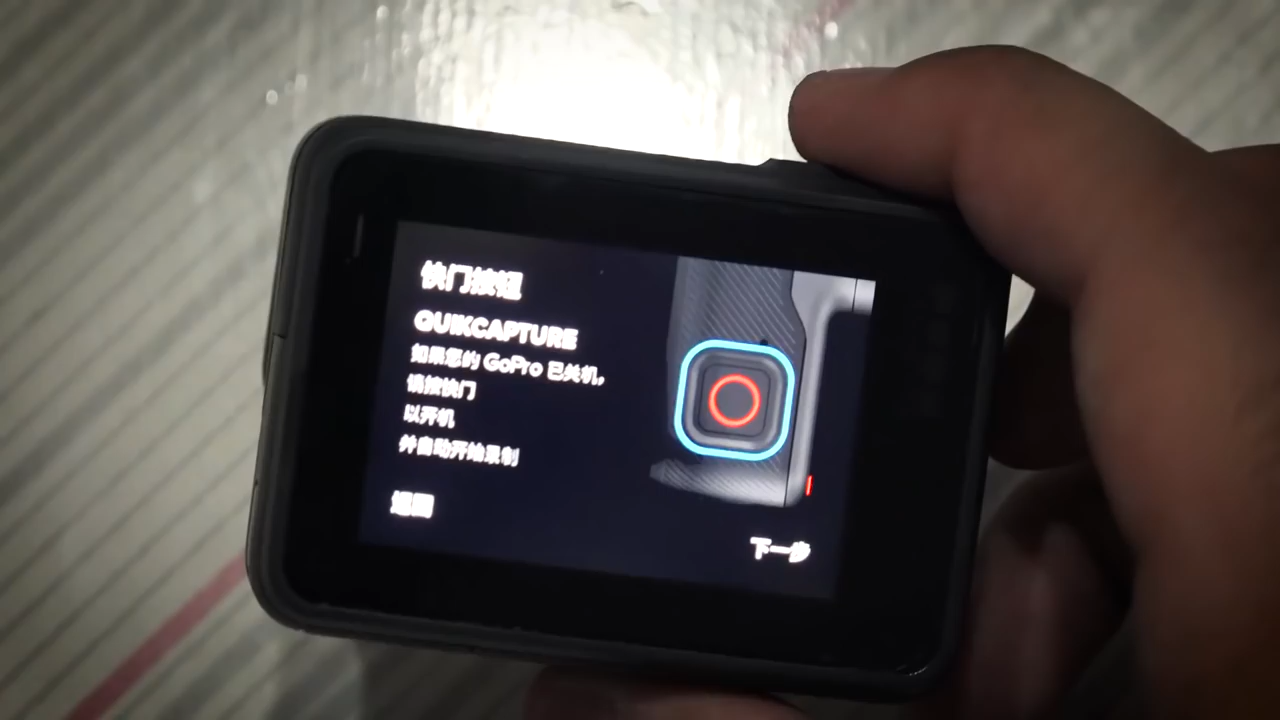 快门按钮
QUIKCAPTURE
如果您的 GoPro 已关机,
请按快门
以开机
并自动开始录制
返回
下一步